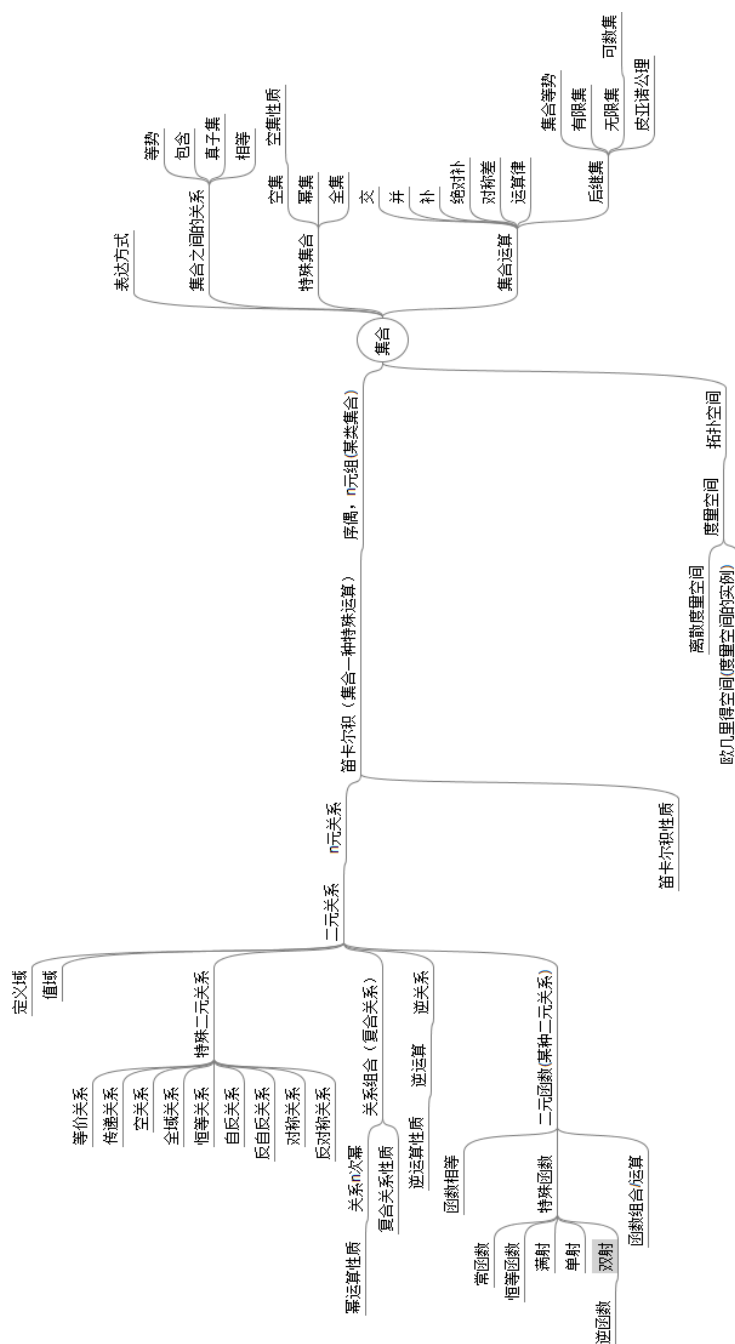 集合
表达方式
集合之间的关系
等势
包含
真子集
相等
特殊集合
空集
空集性质
幂集
全集
集合运算
交
并
补
绝对补
对称差
运算律
后继集
集合等势
有限集
无限集
可数集
皮亚诺公理
序偶，n元组(某类集合)
笛卡尔积（集合一种特殊运算）
n元关系
二元关系
定义域
值域
特殊二元关系
等价关系
传递关系
空关系
全域关系
恒等关系
自反关系
反自反关系
对称关系
反对称关系
关系组合（复合关系）
关系n次幂
幂运算性质
复合关系性质
逆关系
逆运算
逆运算性质
二元函数(某种二元关系)
函数相等
特殊函数
常函数
恒等函数
满射
单射
双射
逆函数
函数组合/运算
笛卡尔积性质
拓扑空间
度量空间
离散度量空间
欧几里得空间(度量空间的实例)